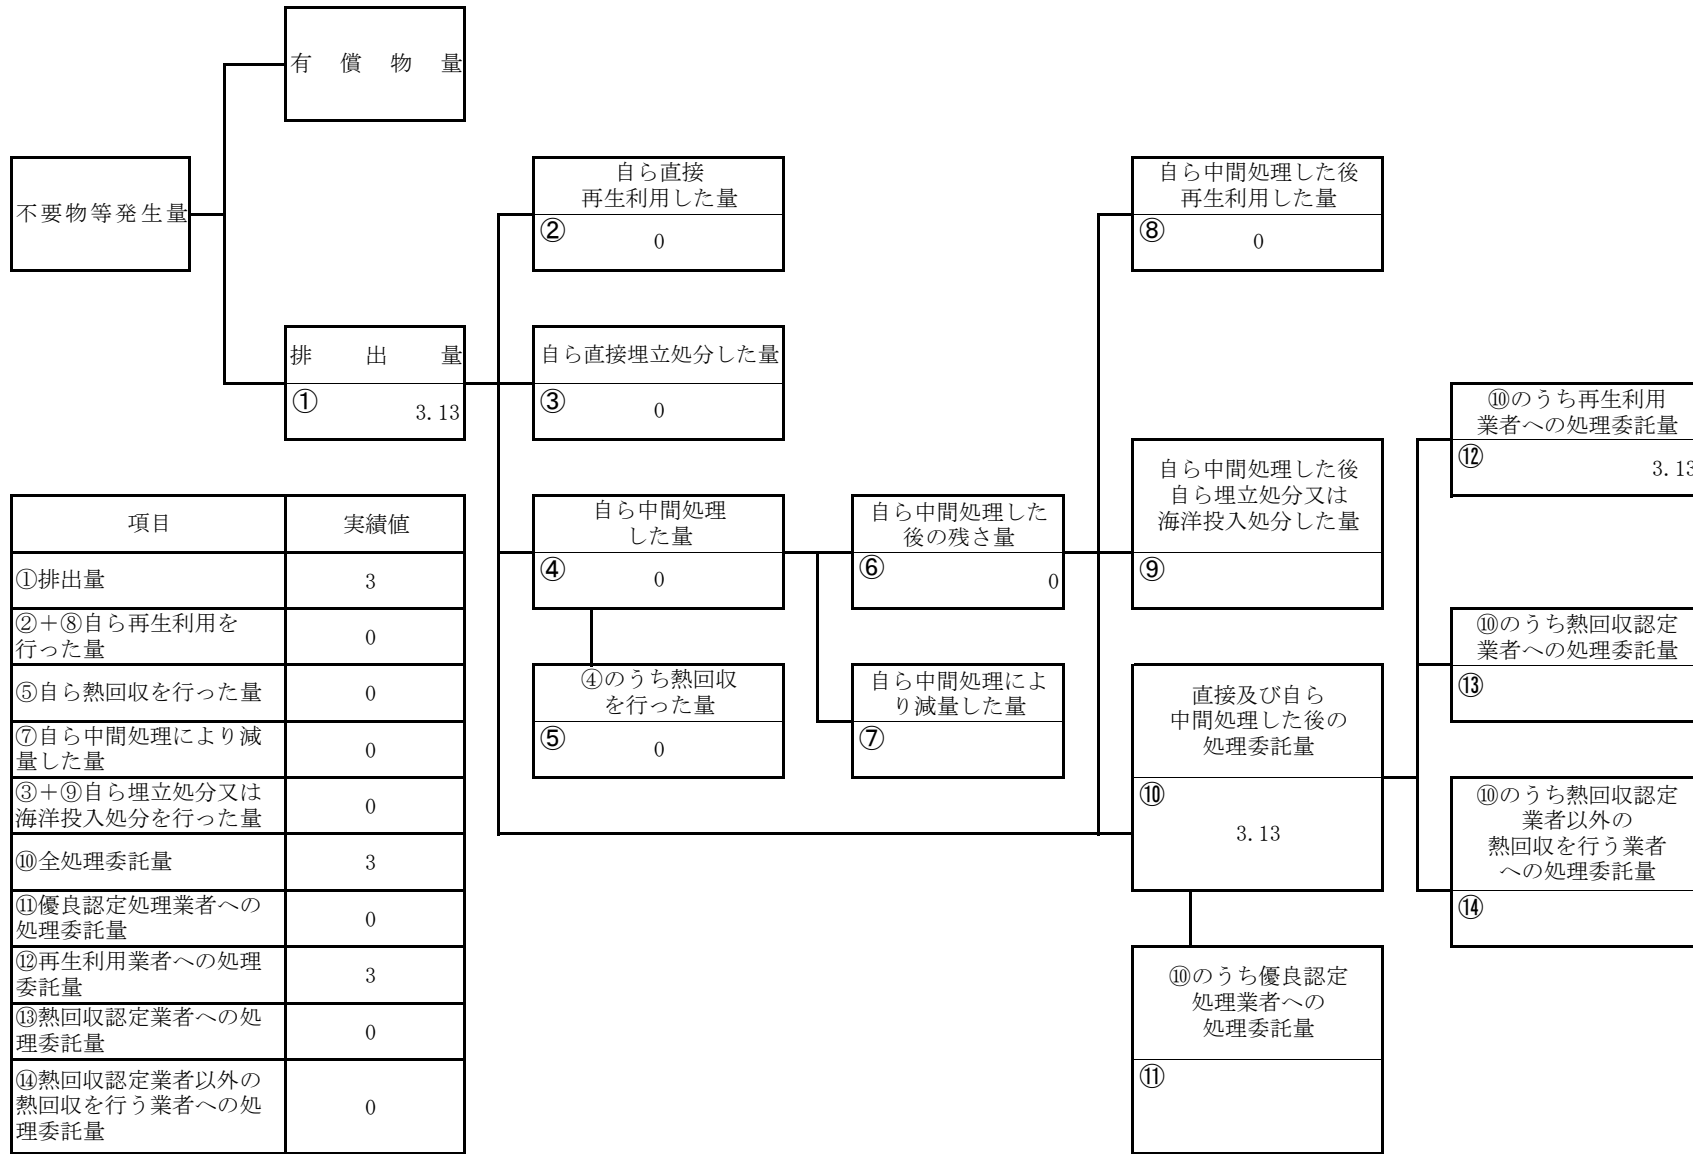 有償物量
不要物等発生量
排出量
①
3.13
自ら直接
再生利用した量
②
0
自ら直接埋立処分した量
③
0
自ら中間処理
した量
④
0
④のうち熱回収
を行った量
⑤
0
自ら中間処理した
後の残さ量
⑥
0
自ら中間処理によ
り減量した量
⑦
自ら中間処理した後
再生利用した量
⑧
0
自ら中間処理した後
自ら埋立処分又は
海洋投入処分した量
⑨
直接及び自ら
中間処理した後の
処理委託量
⑩
3.13
⑩のうち優良認定
処理業者への
処理委託量
⑪
⑩のうち再生利用
業者への処理委託量
⑫
3.13
⑩のうち熱回収認定
業者への処理委託量
⑬
⑩のうち熱回収認定
業者以外の
熱回収を行う業者
への処理委託量
⑭
項目 実績値
①排出量 3
②+⑧自ら再生利用を
行った量 0
⑤自ら熱回収を行った量 0
⑦自ら中間処理により減
量した量 0
③+⑨自ら埋立処分又は
海洋投入処分を行った量 0
⑩全処理委託量 3
⑪優良認定処理業者への
処理委託量 0
⑫再生利用業者への処理
委託量 3
⑬熱回収認定業者への処
理委託量 0
⑭熱回収認定業者以外の
熱回収を行う業者への処 0
理委託量